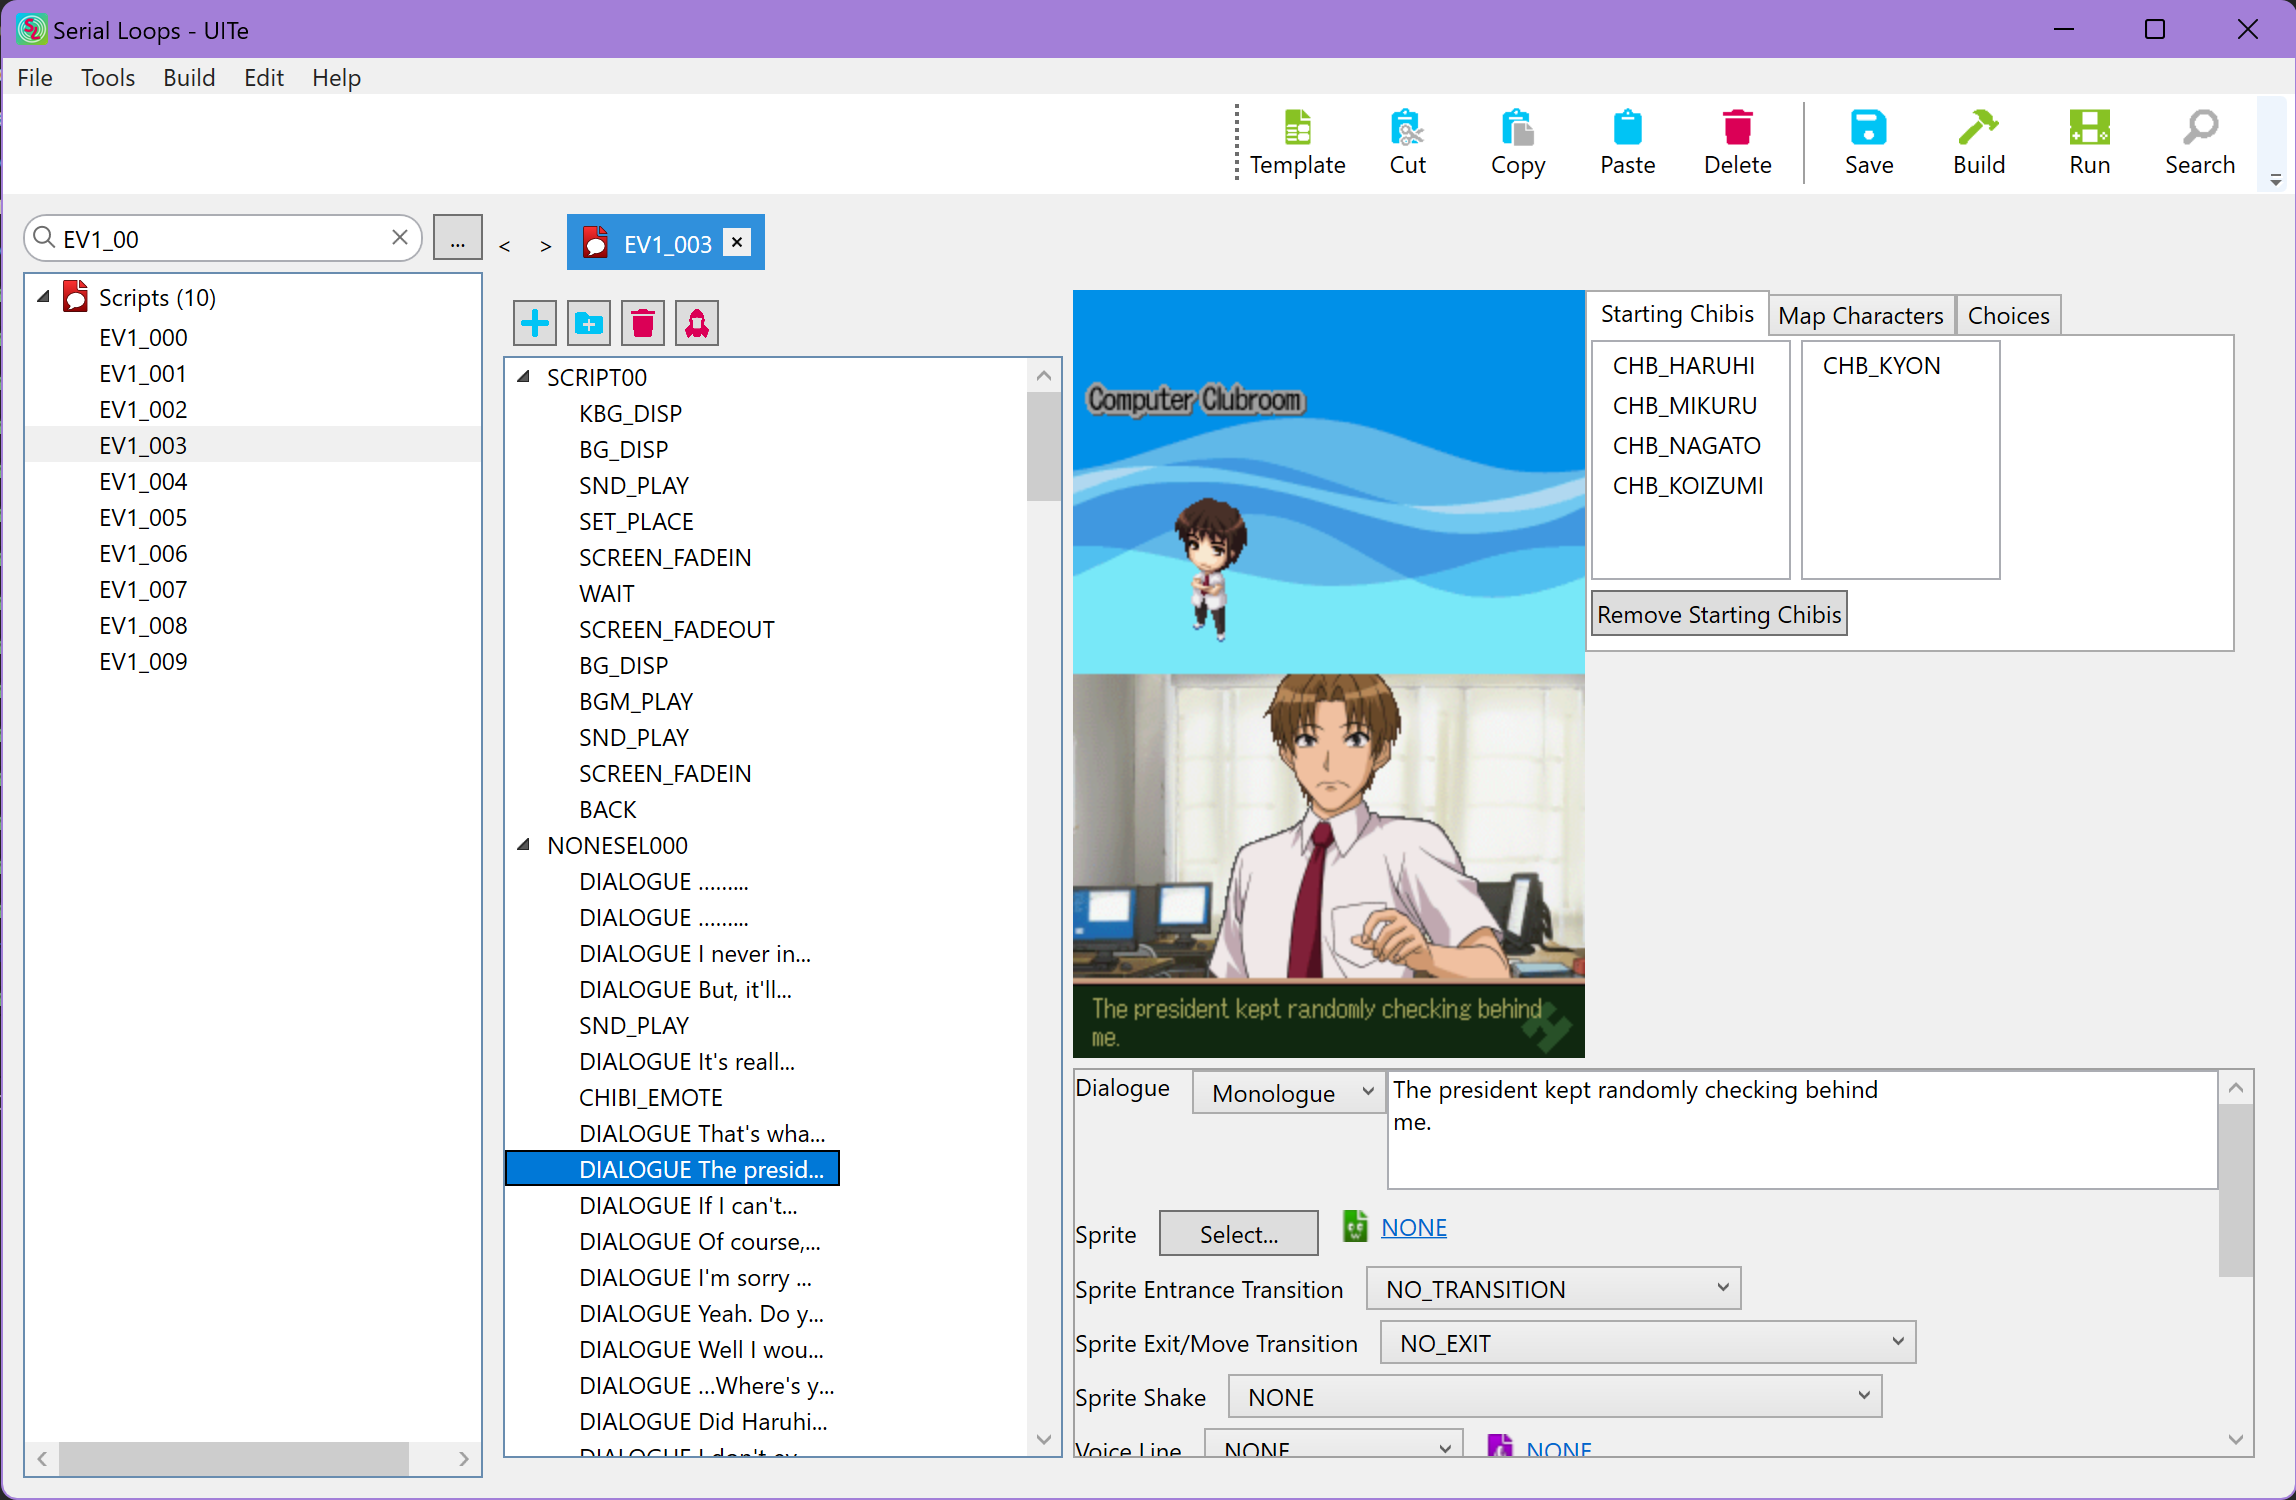 Serial Loops - UITe
File Tools Build Edit Help
Template Cut Copy Paste Delete Save Build Run Search
EV1_00
...
< >
EV1_003
Scripts (10)
EV1_000
EV1_001
EV1_002
EV1_003
EV1_004
EV1_005
EV1_006
EV1_007
EV1_008
EV1_009
SCRIPT00
KBG_DISP
BG_DISP
SND_PLAY
SET_PLACE
SCREEN_FADEIN
WAIT
SCREEN_FADEOUT
BG_DISP
BGM_PLAY
SND_PLAY
SCREEN_FADEIN
BACK
NONESEL000
DIALOGUE .........
DIALOGUE .........
DIALOGUE I never in...
DIALOGUE But, it'll...
SND_PLAY
DIALOGUE It's reall...
CHIBI_EMOTE
DIALOGUE That's wha...
DIALOGUE The presid...
DIALOGUE If I can't...
DIALOGUE Of course,...
DIALOGUE I'm sorry ...
DIALOGUE Yeah. Do y...
DIALOGUE Well I wou...
DIALOGUE ...Where's y...
DIALOGUE Did Haruhi...
Computer Clubroom
The president kept randomly checking behind
me.
Starting Chibis Map Characters Choices
CHB_HARUHI
CHB_MIKURU
CHB_NAGATO
CHB_KOIZUMI
CHB_KYON
Remove Starting Chibis
Dialogue Monologue
The president kept randomly checking behind
me.
Sprite Select... NONE
Sprite Entrance Transition NO_TRANSITION
Sprite Exit/Move Transition NO_EXIT
Sprite Shake NONE
Voice Line NONE NONE